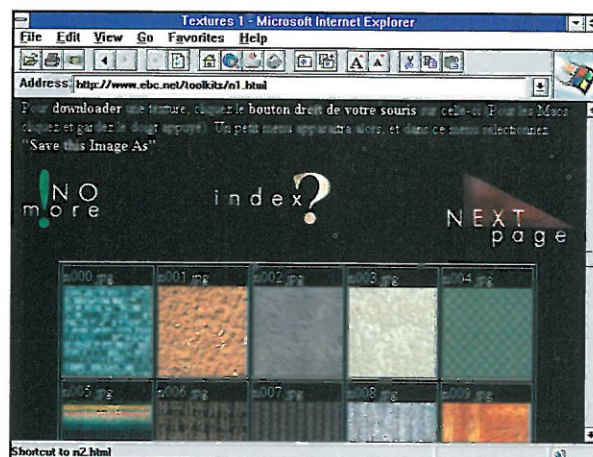 Textures 1 - Microsoft Internet Explorer
File Edit View Go Favorites Help
Address: http://www.ebc.net/toolkits/n1.html
Pour downloader une texture, cliquez le bouton droit de votre souris sur celle-ci (Pour les Macs
cliquez et gardez le doigt appuyé). Un petit menu apparaitra alors, et dans ce menu selectionnez
"Save this Image As"
NO more
index?
NEXT page
n000.jpg n001.jpg n002.jpg n003.jpg n004.jpg
n005.jpg n006.jpg n007.jpg n008.jpg n009.jpg
Shortcut to n2.html